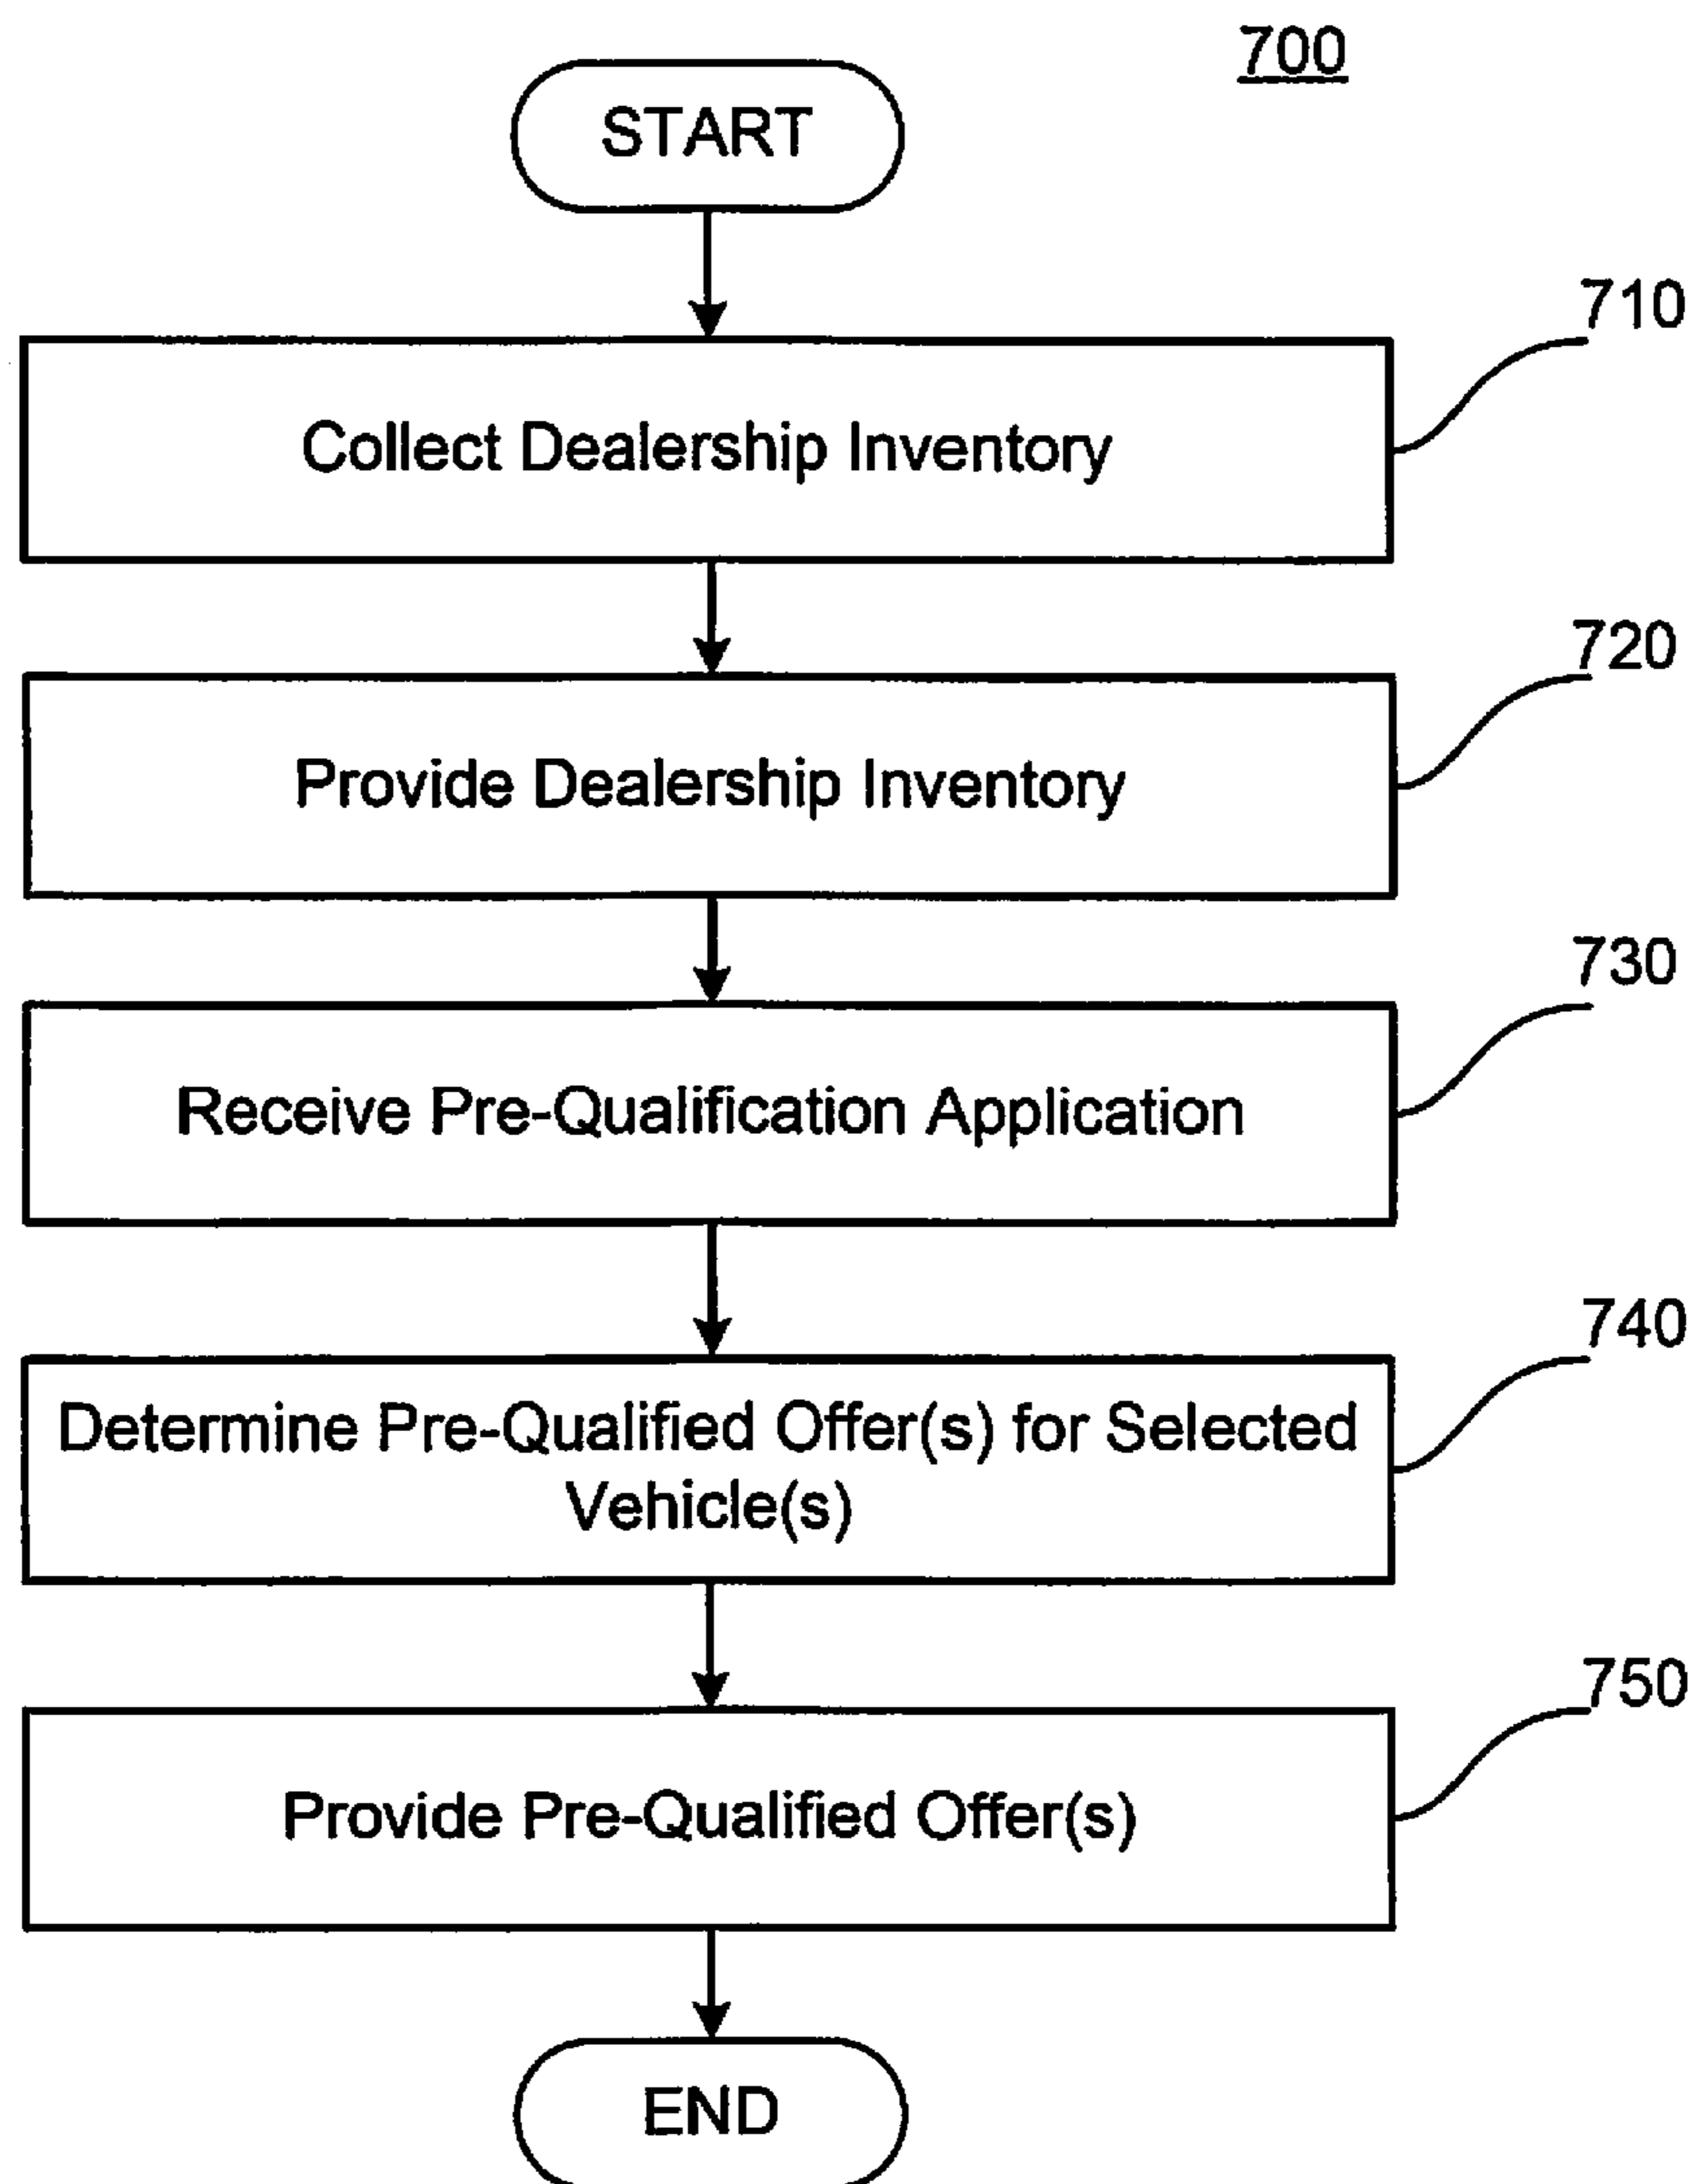 700
START
710
Collect Dealership Inventory
720
Provide Dealership Inventory
730
Receive Pre-Qualification Application
740
Determine Pre-Qualified Offer(s) for Selected
Vehicle(s)
750
Provide Pre-Qualified Offer(s)
END